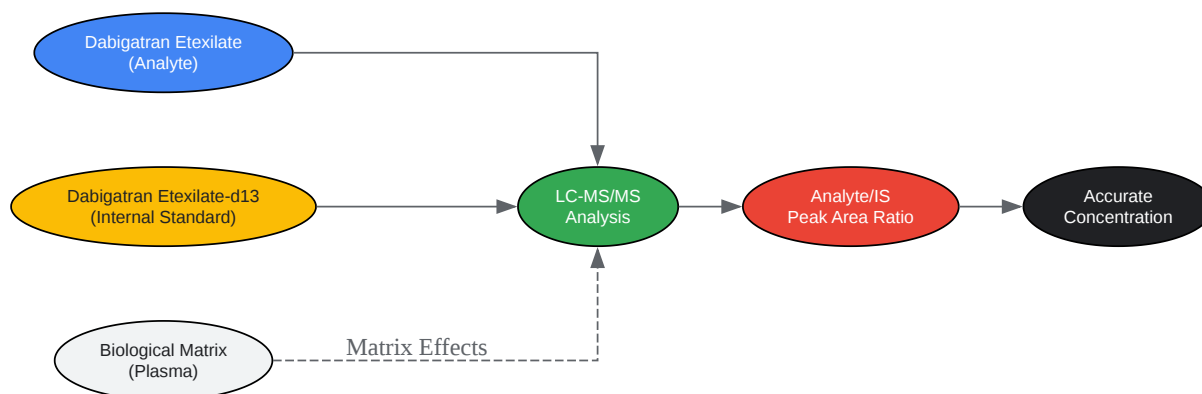 Dabigatran Etexilate
(Analyte)
Dabigatran Etexilate-d13
(Internal Standard)
LC-MS/MS
Analysis
Analyte/IS
Peak Area Ratio
Accurate
Concentration
Biological Matrix
(Plasma)
Matrix Effects